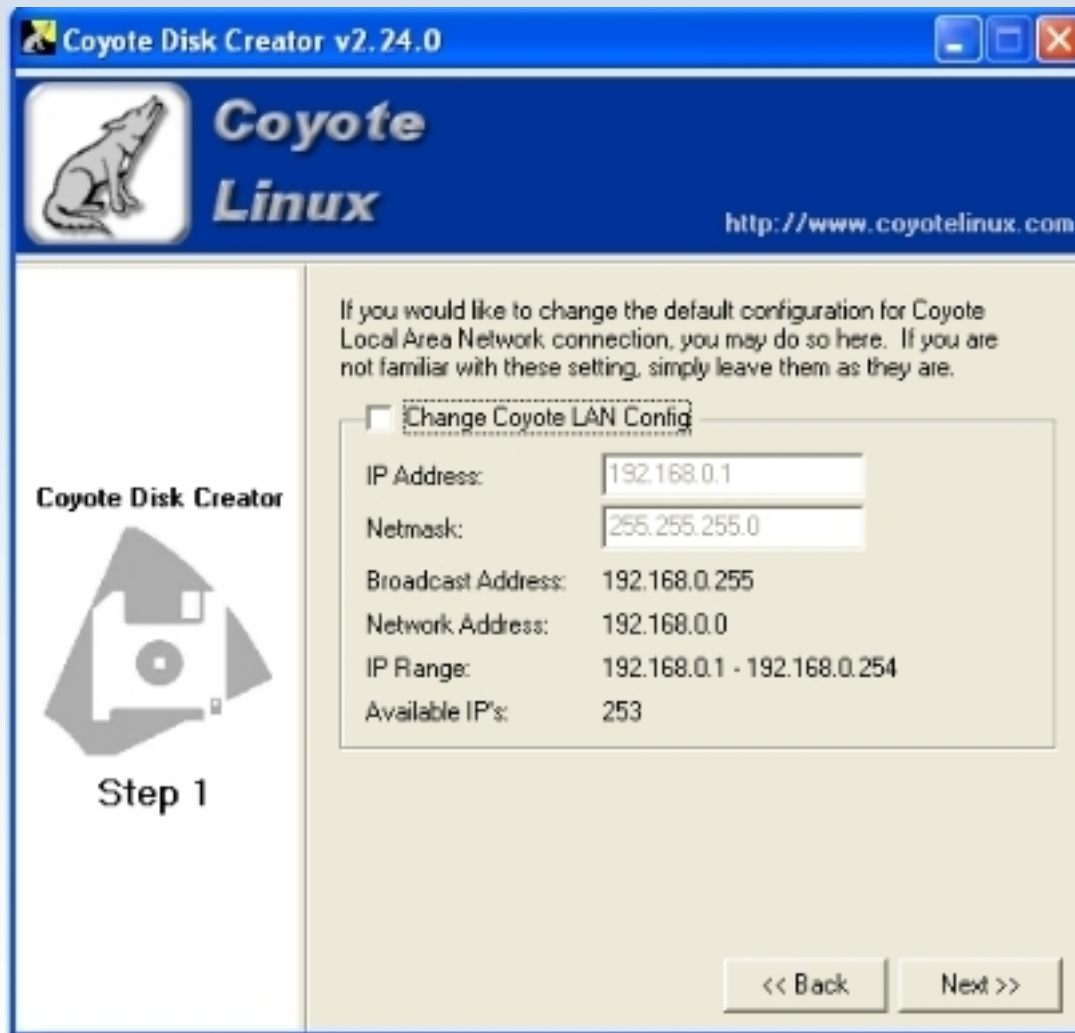 Coyote Disk Creator v2.24.0
Coyote
Linux
http://www.coyotelinux.com
If you would like to change the default configuration for Coyote
Local Area Network connection, you may do so here. If you are
not familiar with these setting, simply leave them as they are.
Change Coyote LAN Config
IP Address: 192.168.0.1
Netmask: 255.255.255.0
Broadcast Address: 192.168.0.255
Network Address: 192.168.0.0
IP Range: 192.168.0.1 - 192.168.0.254
Available IP's: 253
Coyote Disk Creator
Step 1
<< Back
Next >>